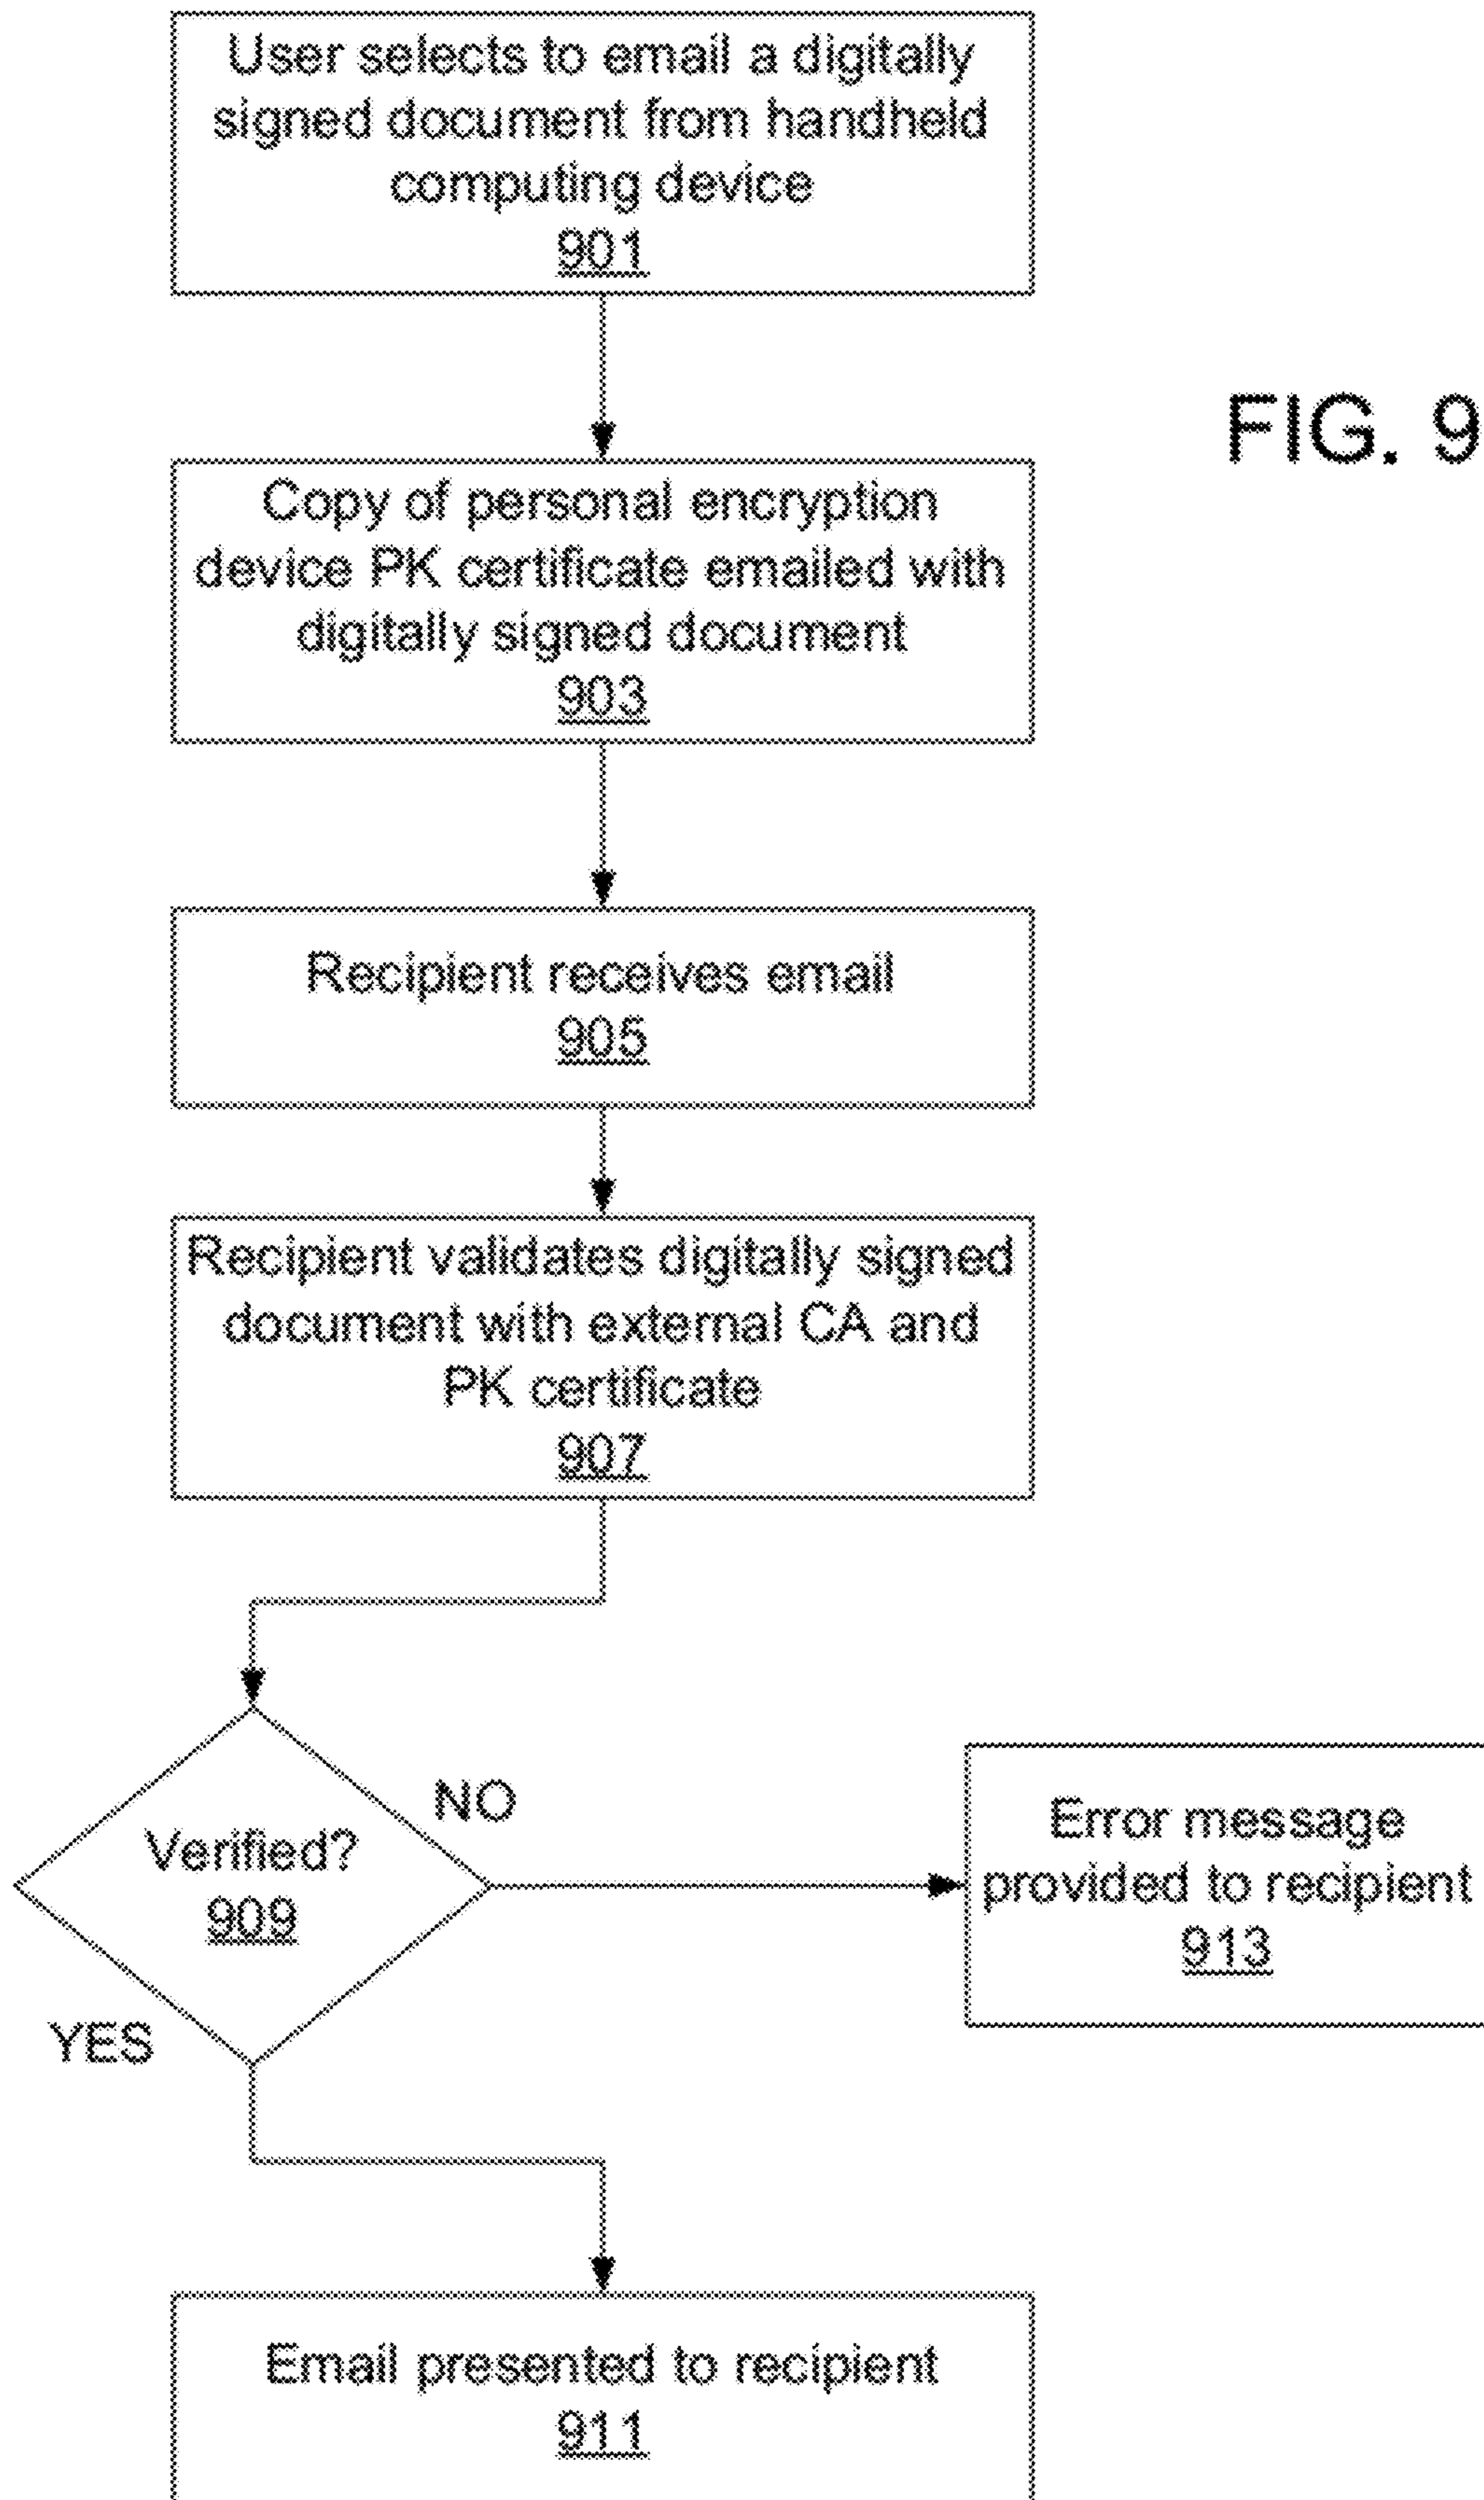 User selects to email a digitally
signed document from handheld
computing device
901
FIG. 9
Copy of personal encryption
device PK certificate emailed with
digitally signed document
903
Recipient receives email
905
Recipient validates digitally signed
document with external CA and
PK certificate
907
NO
Verified?
909
YES
Error message
provided to recipient
913
Email presented to recipient
911